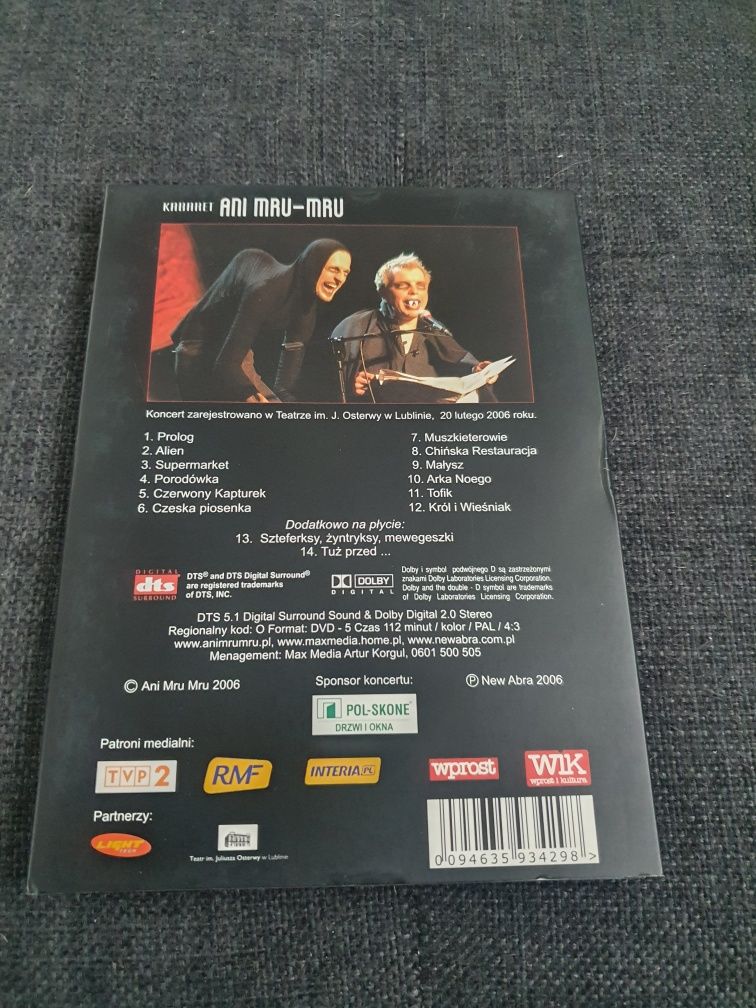 KABARET ANI MRU-MRU
Koncert zarejestrowano w Teatrze im. J. Osterwy w Lublinie, 20 lutego 2006 roku.
1. Prolog
2. Alien
3. Supermarket
4. Porodówka
5. Czerwony Kapturek
6. Czeska piosenka
7. Muszkieterowie
8. Chińska Restauracja
9. Małysz
10. Arka Noego
11. Tofik
12. Król i Wieśniak
Dodatkowo na płycie:
13. Szteferksy, żyntryksy, mewegeszki
14. Tuż przed ...
DIGITAL
dts
SURROUND
DTS® and DTS Digital Surround®
are registered trademarks
of DTS, INC.
DOLBY
DIGITAL
Dolby i symbol podwójnego D są zastrzeżonymi
znakami Dolby Laboratories Licensing Corporation.
Dolby and the double - D symbol are trademarks
of Dolby Laboratories Licensing Corporation.
DTS 5.1 Digital Surround Sound & Dolby Digital 2.0 Stereo
Regionalny kod: O Format: DVD - 5 Czas 112 minut / kolor / PAL / 4:3
www.animrumru.pl, www.maxmedia.home.pl, www.newabra.com.pl
Menagement: Max Media Artur Korgul, 0601 500 505
© Ani Mru Mru 2006
Sponsor koncertu:
℗ New Abra 2006
POL-SKONE
DRZWI I OKNA
Patroni medialni:
TVP 2
RMF
INTERIA.PL
wprost
WIK
wprost i kultura
Partnerzy:
LIGHT
TECH
Teatr im. Juliusza Osterwy w Lublinie
0 094635 934298 >